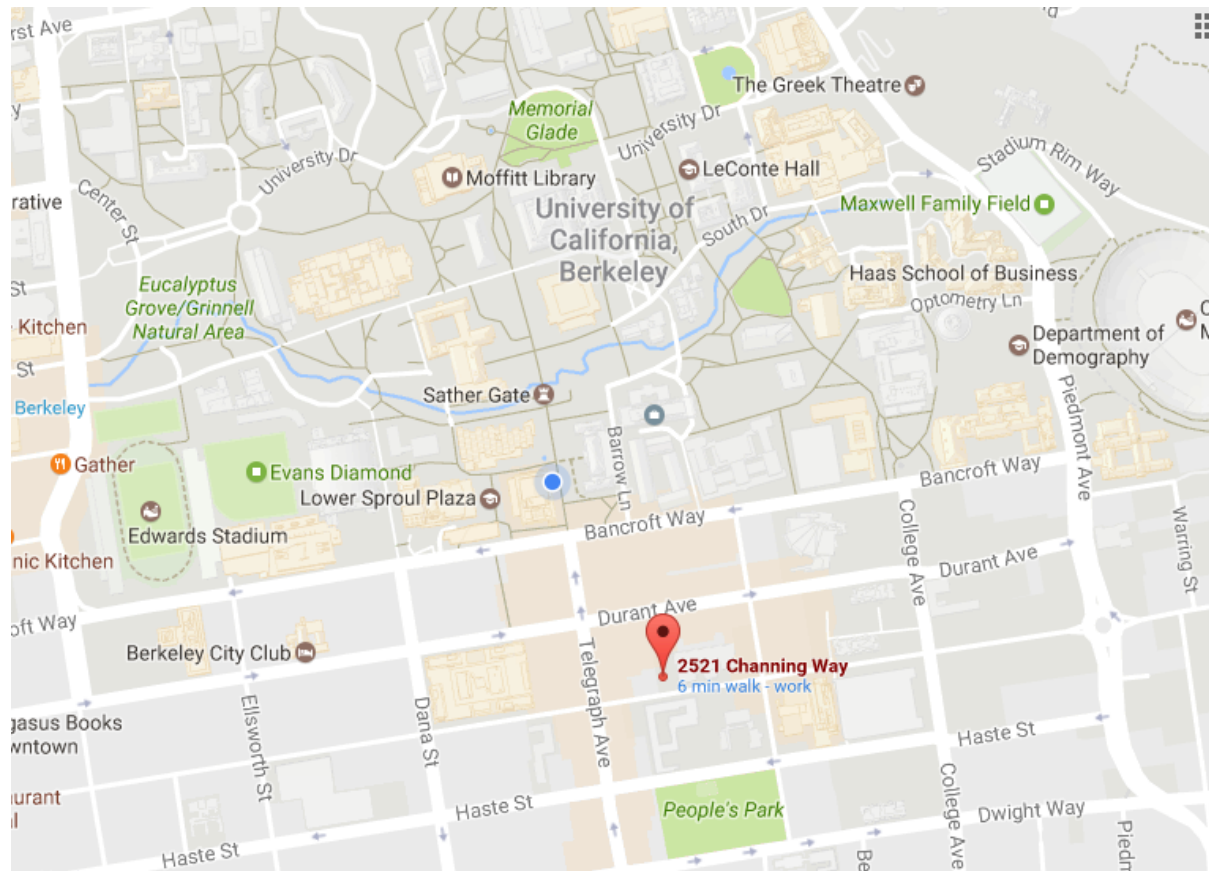 rst Ave
The Greek Theatre
Memorial
Glade
University Dr
Stadium Rim Way
University Dr
Moffitt Library
LeConte Hall
Center St
rative
University of
California,
Berkeley
South Dr
Maxwell Family Field
Haas School of Business
Optometry Ln
Eucalyptus
Grove/Grinnell
Natural Area
St
Kitchen
St
C
M
Department of
Demography
Berkeley
Sather Gate
Piedmont Ave
Gather
Evans Diamond
Barrow Ln
Bancroft Way
Lower Sproul Plaza
Edwards Stadium
Bancroft Way
College Ave
Warring St
nic Kitchen
Durant Ave
oft Way
Durant Ave
Berkeley City Club
Telegraph Ave
2521 Channing Way
6 min walk - work
Ellsworth St
Dana St
gasus Books
wntown
Haste St
College Ave
aurant
l
Haste St
People's Park
Dwight Way
Haste St
Be
Piedm